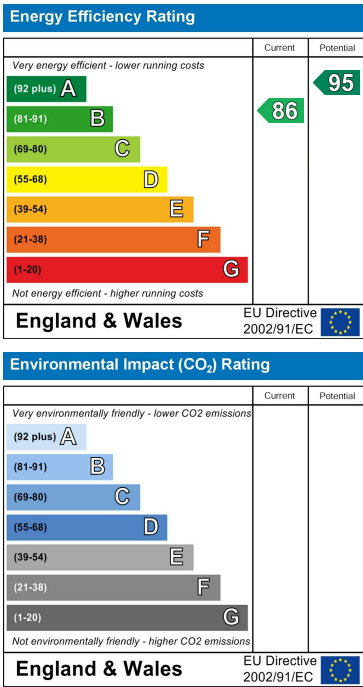 Energy Efficiency Rating
Current Potential
Very energy efficient - lower running costs
(92 plus) A
95
(81-91) B
86
(69-80) C
(55-68) D
(39-54) E
(21-38) F
(1-20) G
Not energy efficient - higher running costs
England & Wales
EU Directive
2002/91/EC
Environmental Impact (CO₂) Rating
Current Potential
Very environmentally friendly - lower CO2 emissions
(92 plus) A
(81-91) B
(69-80) C
(55-68) D
(39-54) E
(21-38) F
(1-20) G
Not environmentally friendly - higher CO2 emissions
England & Wales
EU Directive
2002/91/EC